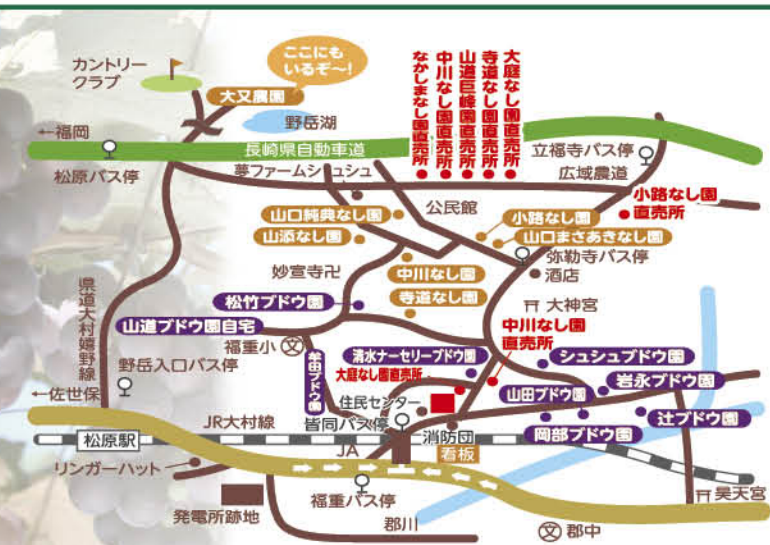 カントリー
クラブ
ここにも
いるぞ〜!
大又農園
野岳湖
←福岡
長崎県自動車道
松原バス停
夢ファームシュシュ
なかしまなし園直売所
中川なし園直売所
山道巨峰園直売所
寺道なし園直売所
大庭なし園直売所
立福寺バス停
広域農道
小路なし園
直売所
公民館
山口純典なし園
山添なし園
小路なし園
山口まさあきなし園
弥勒寺バス停
酒店
妙宣寺卍
中川なし園
寺道なし園
大神宮
県道大村嬉野線
松竹ブドウ園
山道ブドウ園自宅
福重小
文
野岳入口バス停
牟田ブドウ園
清水ナーセリーブドウ園
大庭なし園直売所
中川なし園
直売所
シュシュブドウ園
岩永ブドウ園
山田ブドウ園
辻ブドウ園
岡部ブドウ園
←佐世保
住民センター
皆同バス停
消防団
JR大村線
松原駅
JA
看板
リンガーハット
発電所跡地
福重バス停
郡川
文
郡中
昊天宮